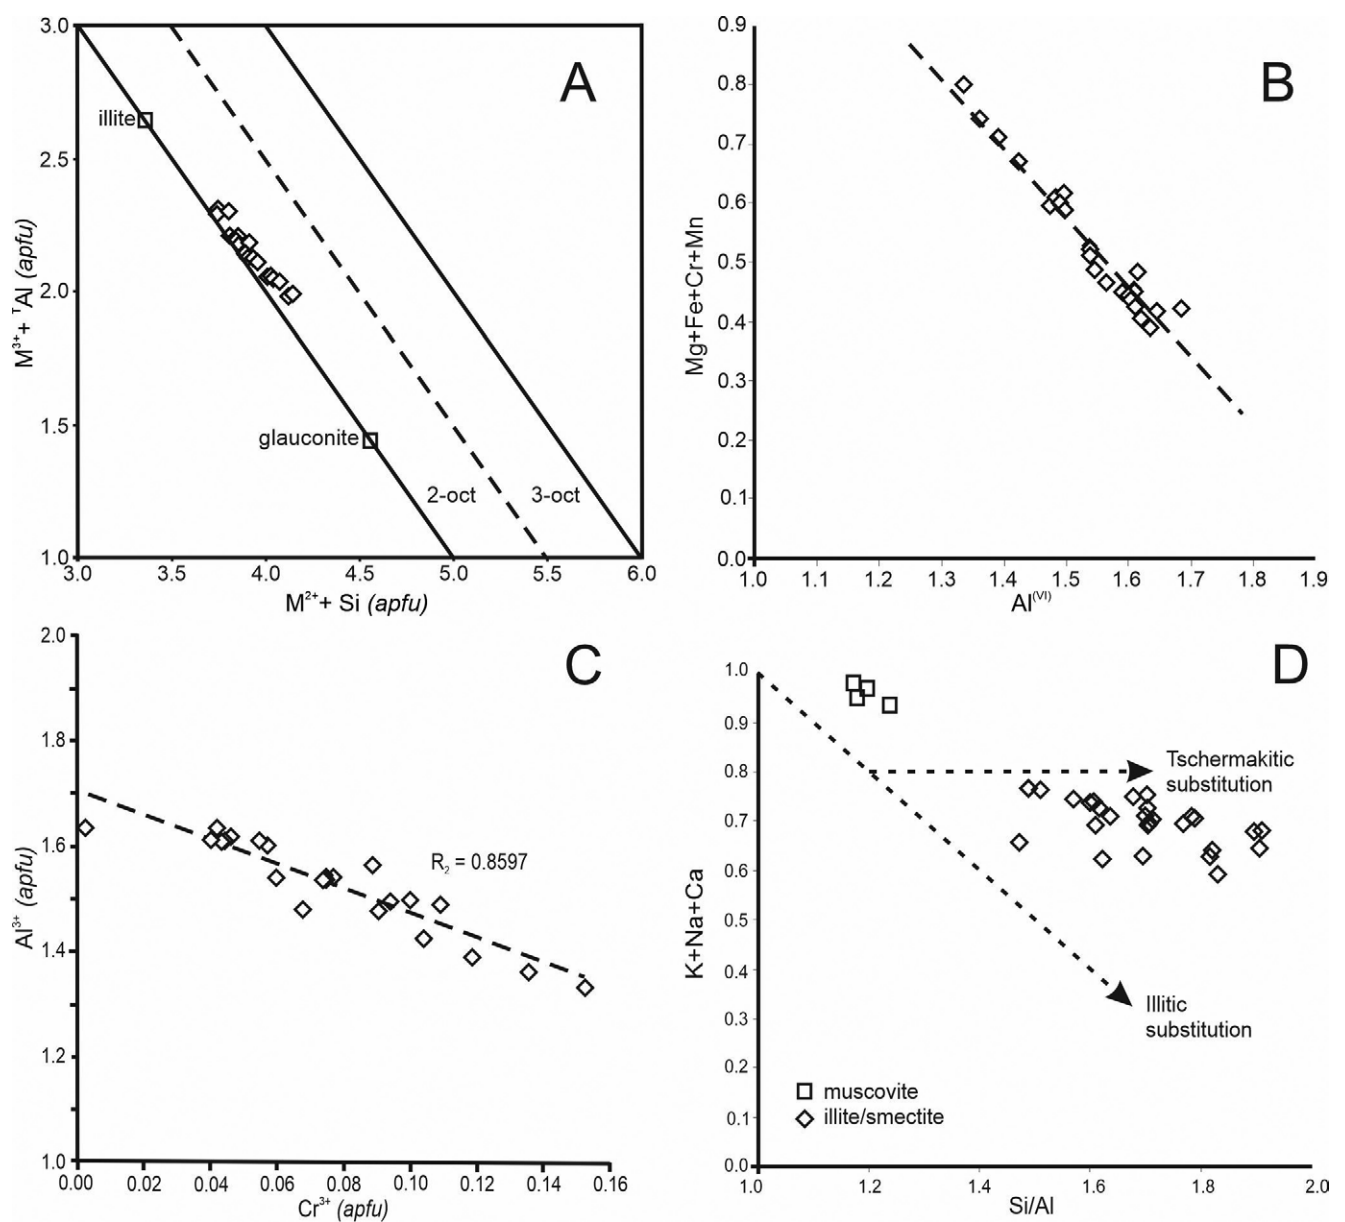 A
3.0
2.5
2.0
1.5
1.0
M³⁺+ ᵀAl (apfu)
illite
glauconite
2-oct
3-oct
3.0 3.5 4.0 4.5 5.0 5.5 6.0
M²⁺+ Si (apfu)
B
0.9
0.8
0.7
0.6
0.5
0.4
0.3
0.2
0.1
0.0
Mg+Fe+Cr+Mn
1.0 1.1 1.2 1.3 1.4 1.5 1.6 1.7 1.8 1.9
Al⁽ⱽᴵ⁾
C
2.0
1.8
1.6
1.4
1.2
1.0
Al³⁺ (apfu)
R₂ = 0.8597
0.00 0.02 0.04 0.06 0.08 0.10 0.12 0.14 0.16
Cr³⁺ (apfu)
D
1.0
0.9
0.8
0.7
0.6
0.5
0.4
0.3
0.2
0.1
0.0
K+Na+Ca
Tschermakitic
substitution
Illitic
substitution
muscovite
illite/smectite
1.0 1.2 1.4 1.6 1.8 2.0
Si/Al